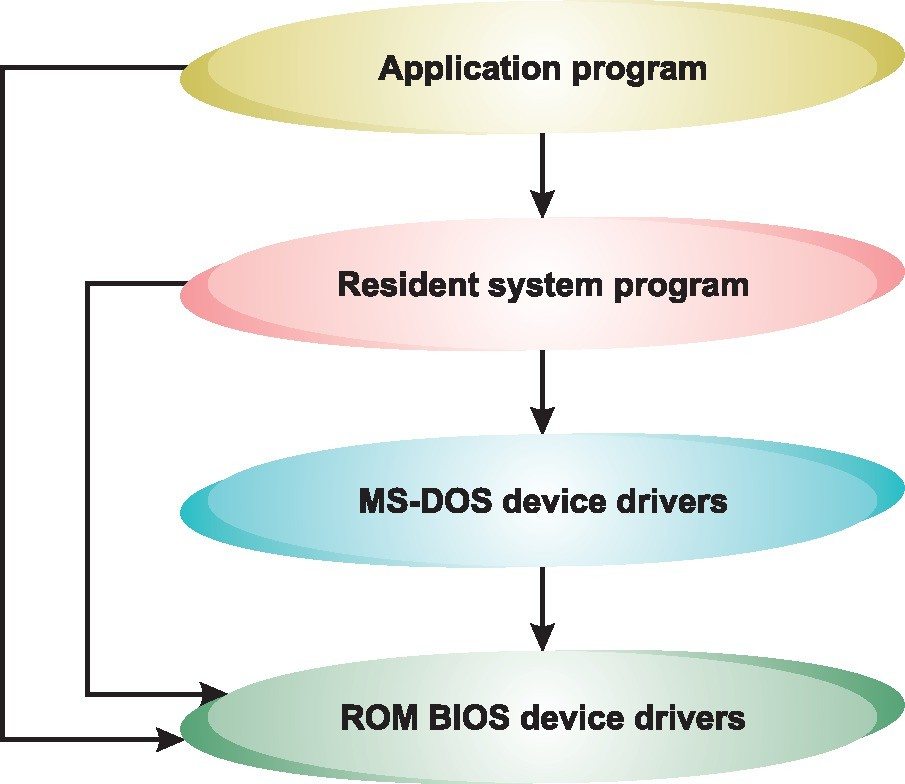 Application program
Resident system program
MS-DOS device drivers
ROM BIOS device drivers